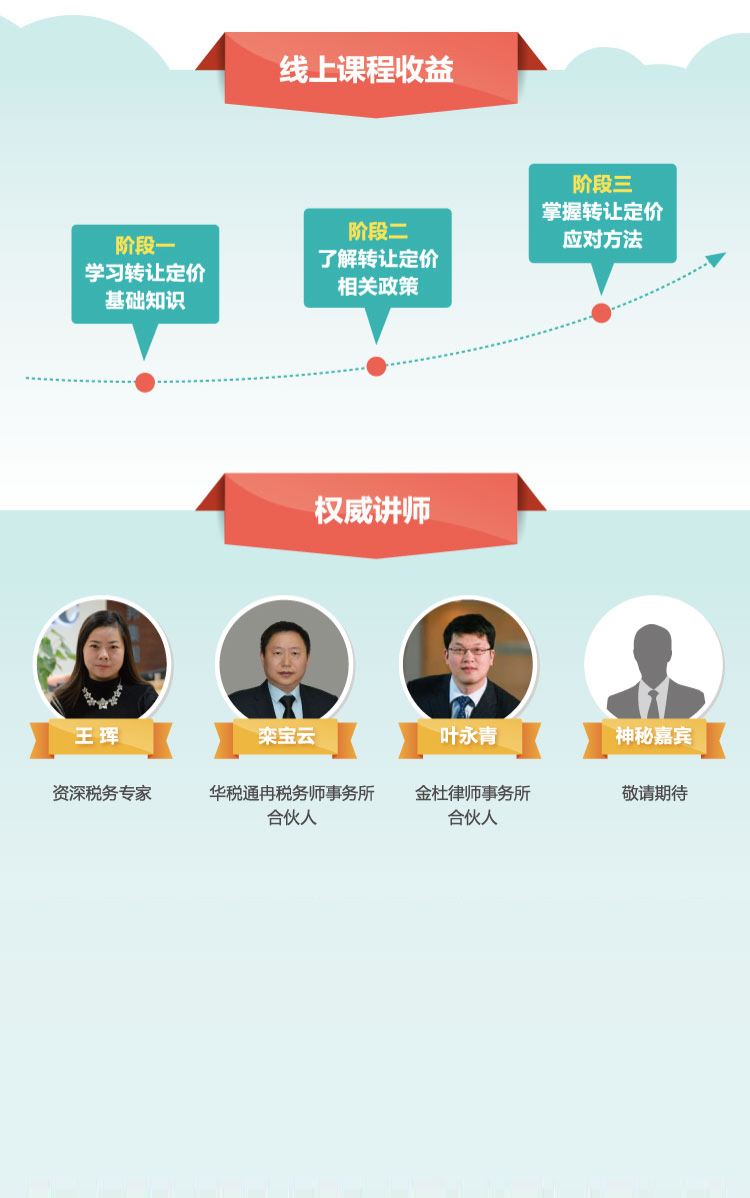 线上课程收益
阶段一
学习转让定价
基础知识
阶段二
了解转让定价
相关政策
阶段三
掌握转让定价
应对方法
权威讲师
王 珲
资深税务专家
栾宝云
华税通冉税务师事务所
合伙人
叶永青
金杜律师事务所
合伙人
神秘嘉宾
敬请期待